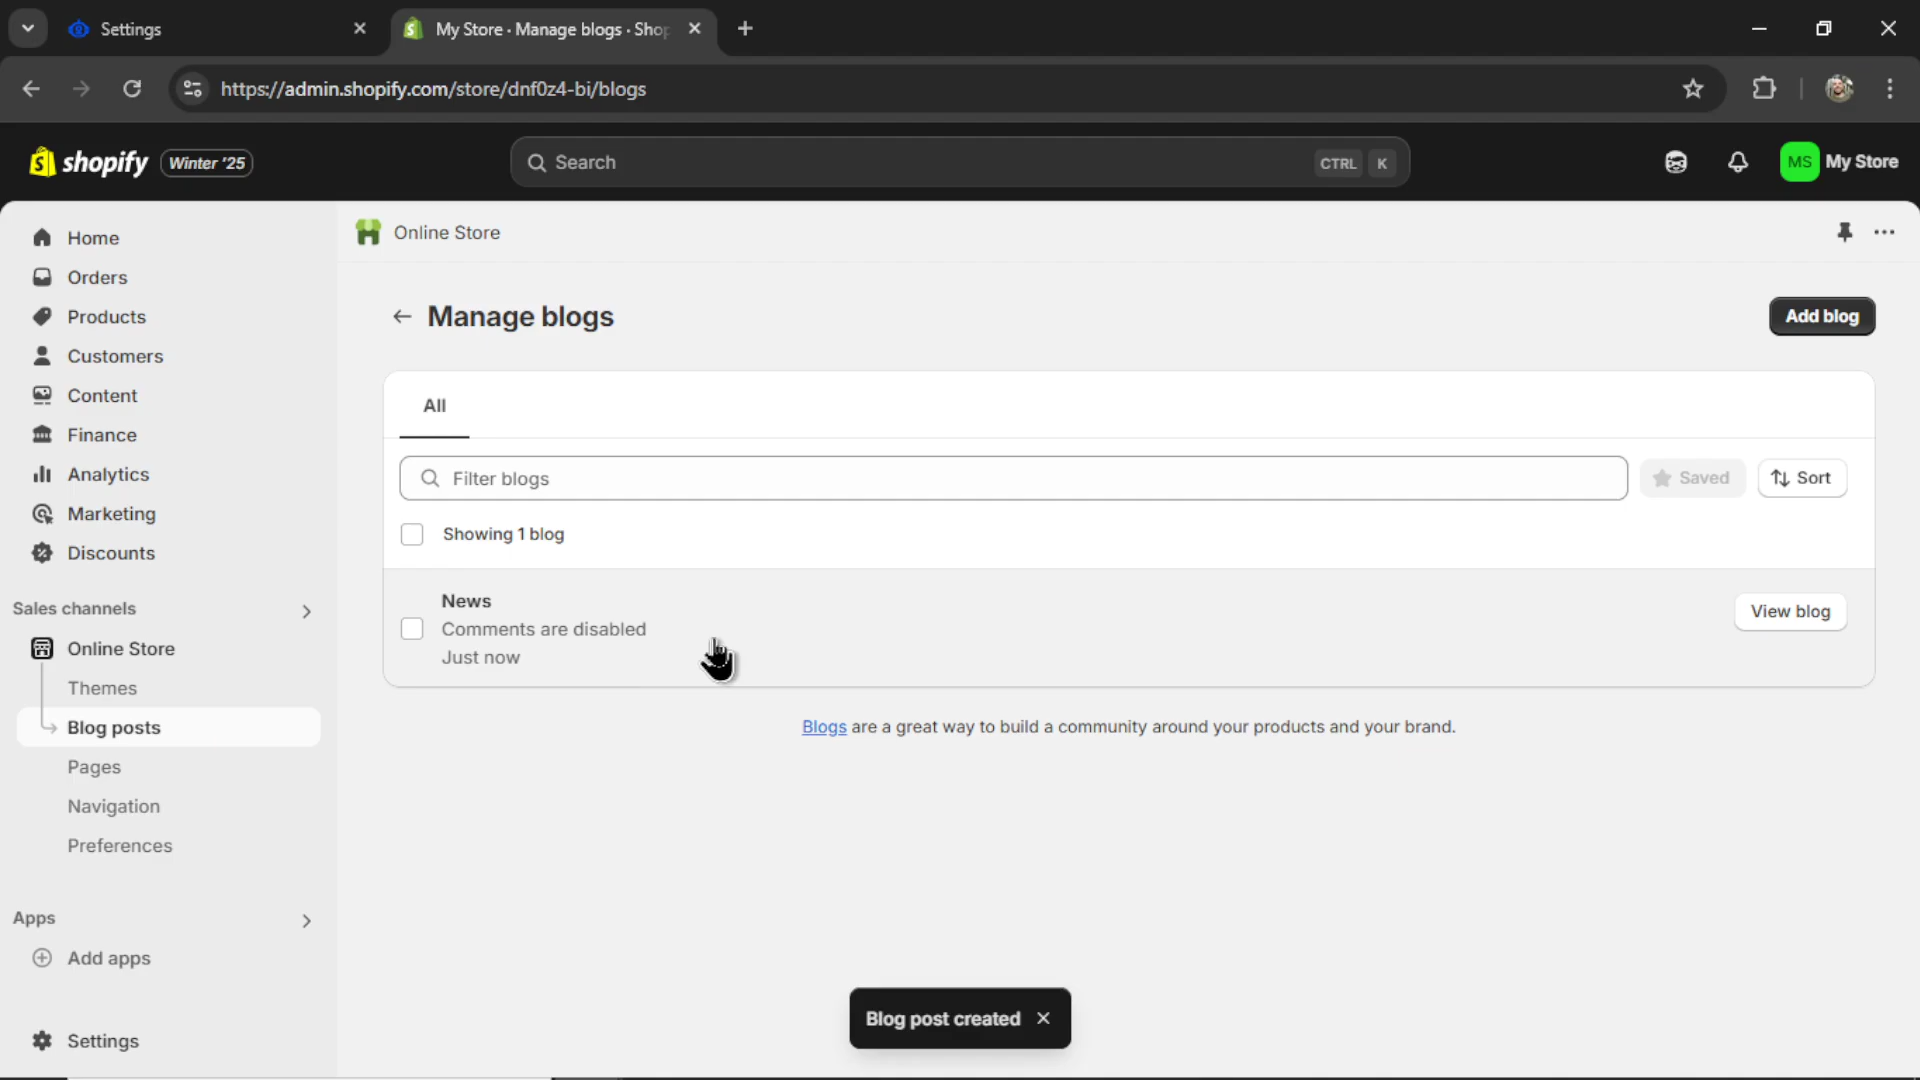 Settings
My Store · Manage blogs · Shop
https://admin.shopify.com/store/dnf0z4-bi/blogs
shopify
Winter '25
Search
CTRL
K
MS
My Store
Home
Orders
Products
Customers
Content
Finance
Analytics
Marketing
Discounts
Sales channels
Online Store
Themes
Blog posts
Pages
Navigation
Preferences
Apps
Add apps
Settings
Online Store
Manage blogs
Add blog
All
Filter blogs
Saved
Sort
Showing 1 blog
News
Comments are disabled
Just now
View blog
Blogs are a great way to build a community around your products and your brand.
Blog post created